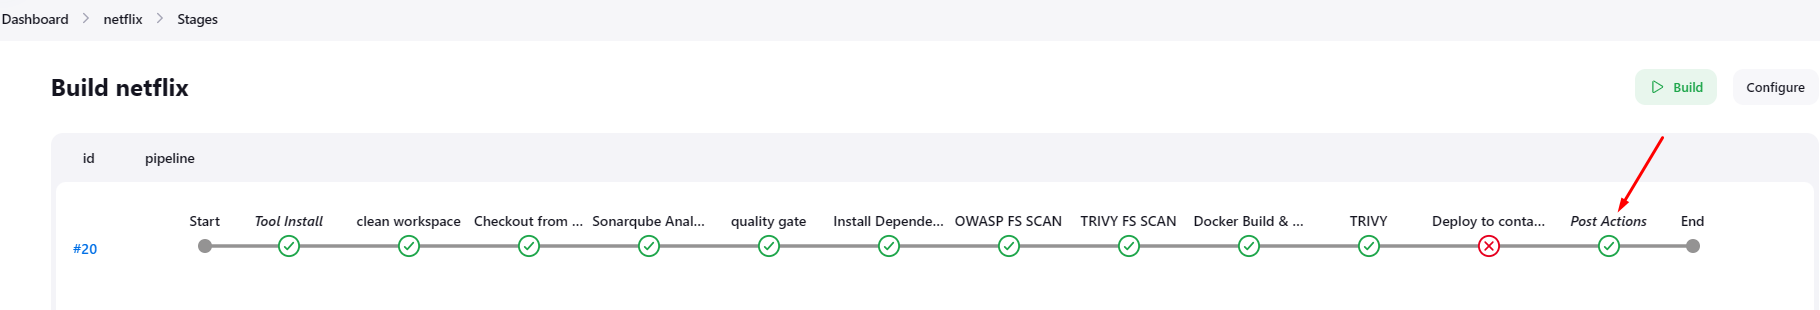 Dashboard > netflix > Stages
Build netflix
Build
Configure
id pipeline
Start Tool Install clean workspace Checkout from ... Sonarqube Anal... quality gate Install Depende... OWASP FS SCAN TRIVY FS SCAN Docker Build & ... TRIVY Deploy to conta... Post Actions End
#20